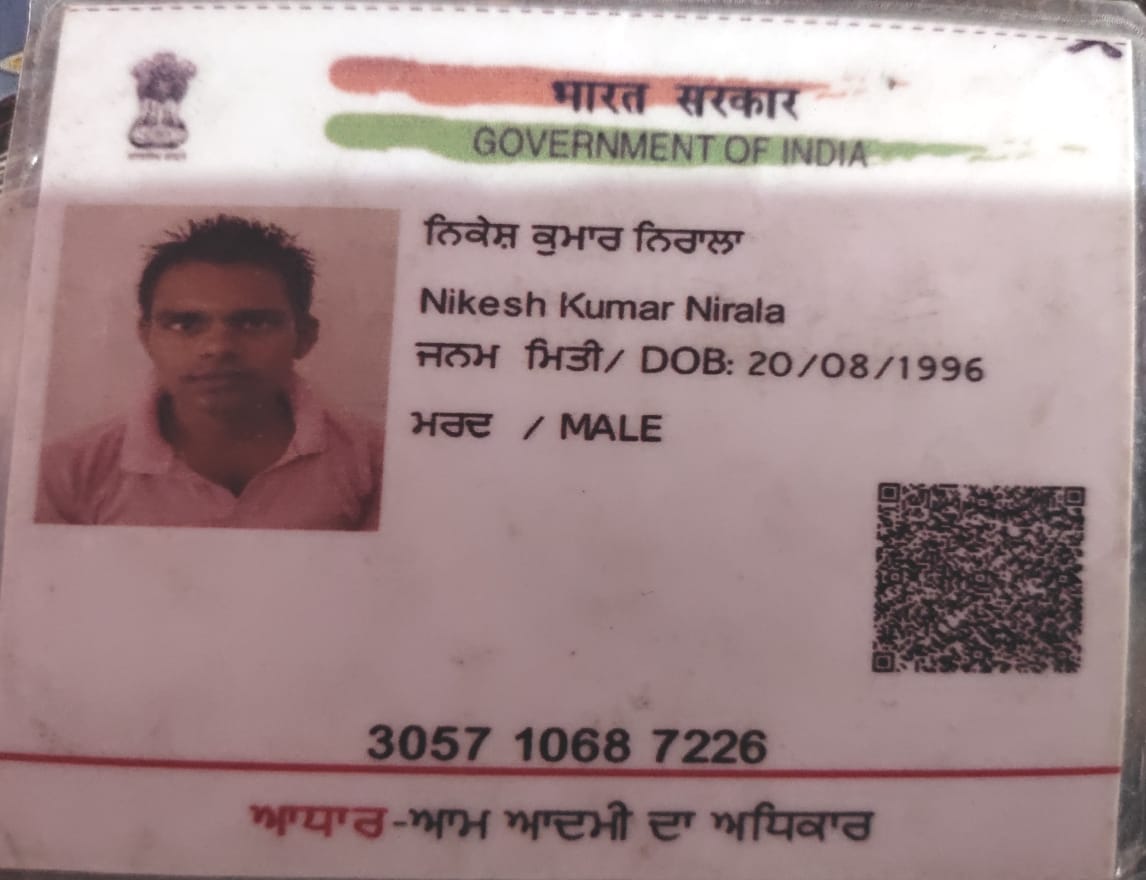 भारत सरकार
GOVERNMENT OF INDIA
ਨਿਕੇਸ਼ ਕੁਮਾਰ ਨਿਰਾਲਾ
Nikesh Kumar Nirala
ਜਨਮ ਮਿਤੀ/ DOB: 20/08/1996
ਮਰਦ / MALE
3057 1068 7226
ਆਧਾਰ-ਆਮ ਆਦਮੀ ਦਾ ਅਧਿਕਾਰ